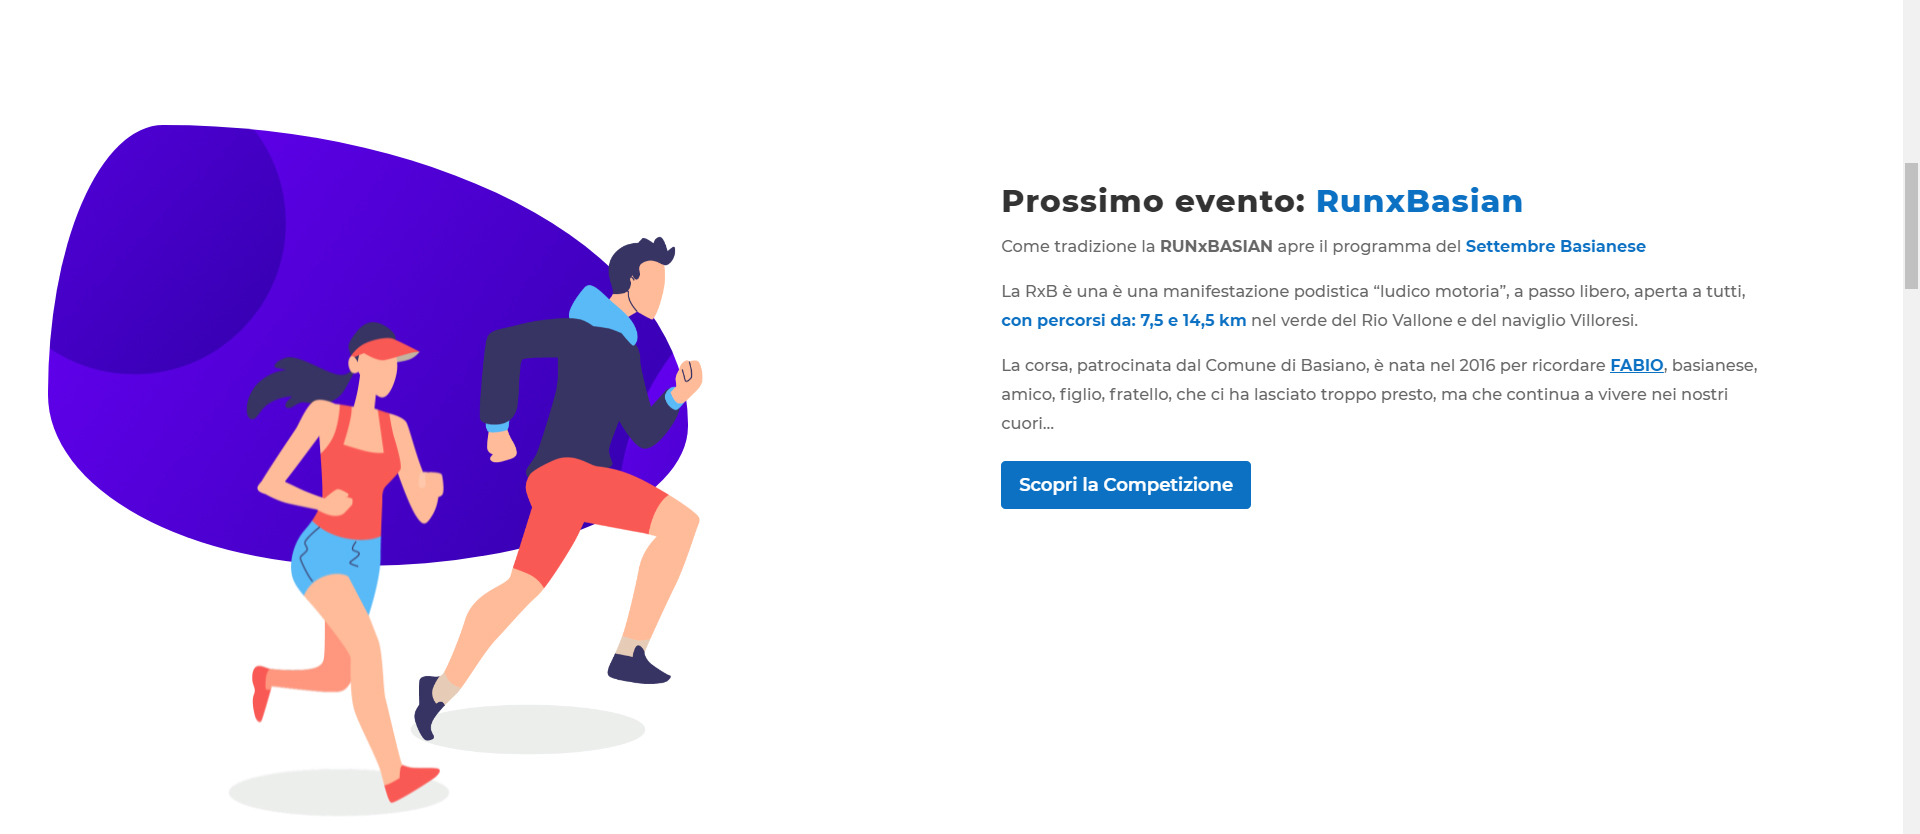 Prossimo evento: RunxBasian
Come tradizione la RUNxBASIAN apre il programma del Settembre Basianese
La RxB è una è una manifestazione podistica “ludico motoria”, a passo libero, aperta a tutti,
con percorsi da: 7,5 e 14,5 km nel verde del Rio Vallone e del naviglio Villoresi.
La corsa, patrocinata dal Comune di Basiano, è nata nel 2016 per ricordare FABIO, basianese,
amico, figlio, fratello, che ci ha lasciato troppo presto, ma che continua a vivere nei nostri
cuori…
Scopri la Competizione